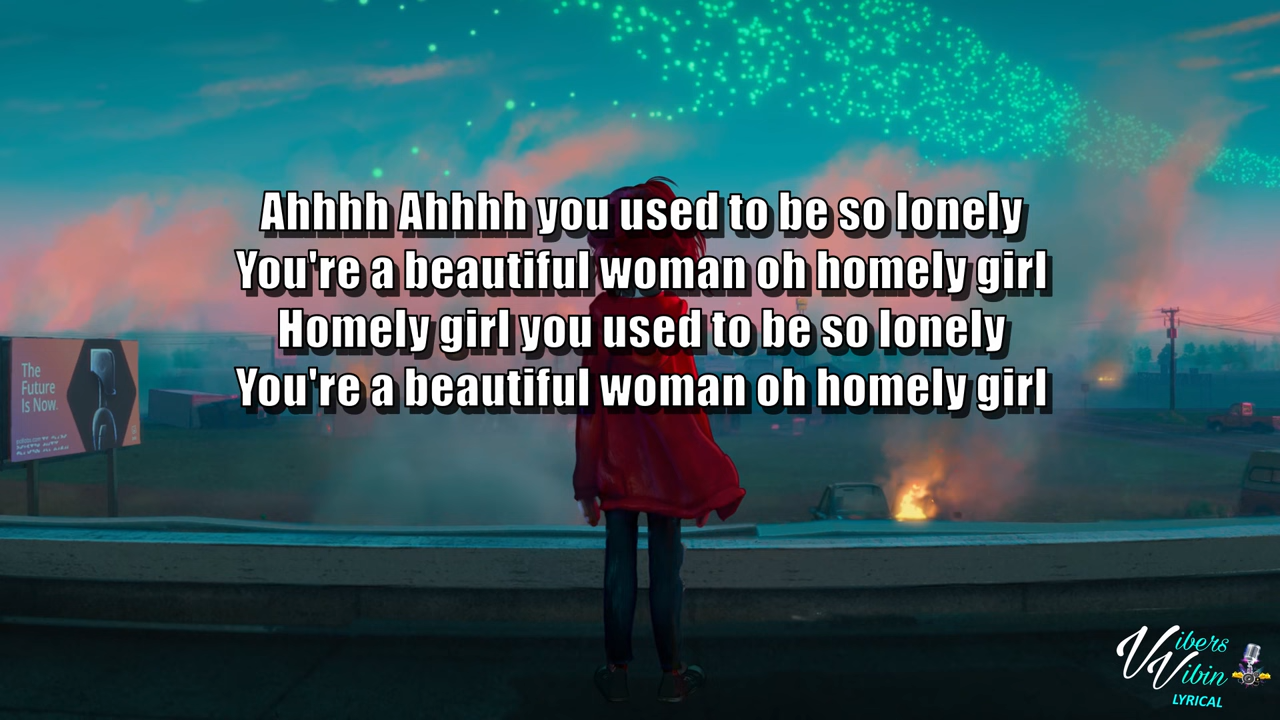 Ahhhh Ahhhh you used to be so lonely
You're a beautiful woman oh homely girl
Homely girl you used to be so lonely
You're a beautiful woman oh homely girl
The
Future
Is Now.
Vibers
Vibin
LYRICAL